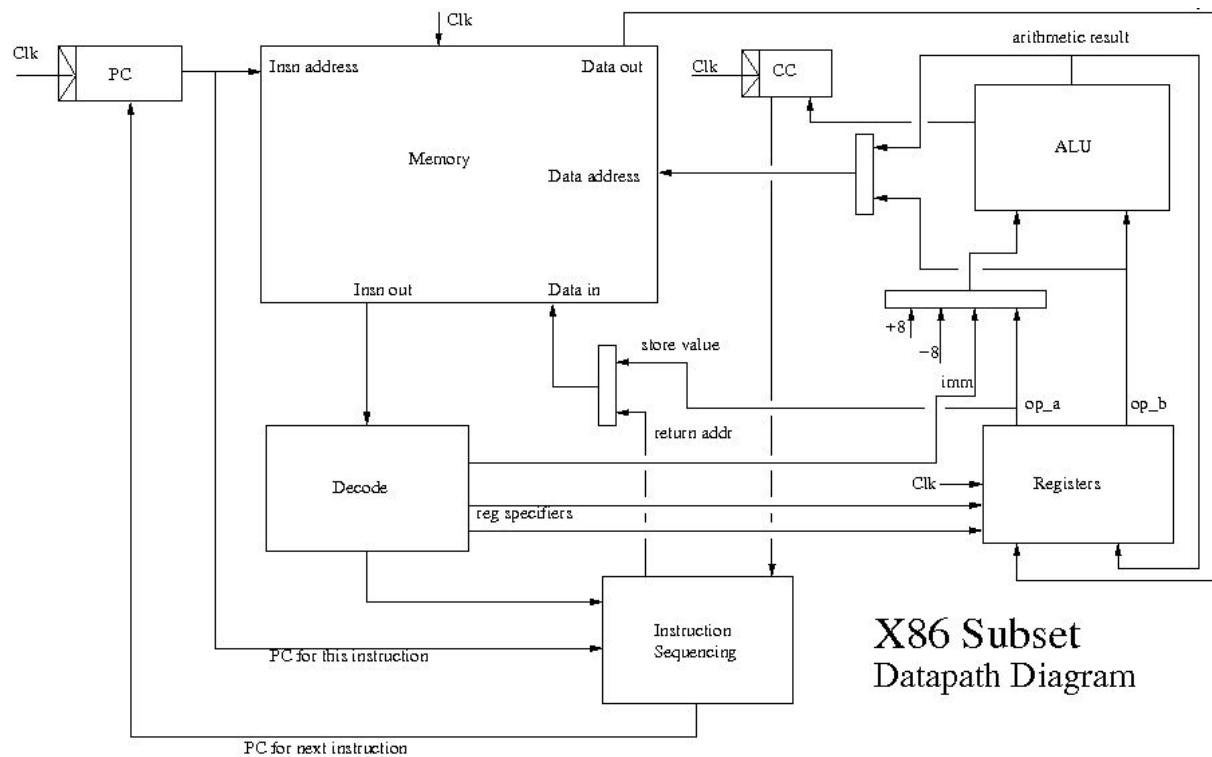 Clk
Clk
arithmetic result
PC
Insn address
Data out
Clk
CC
Memory
ALU
Data address
Insn out
Data in
+8
−8
store value
imm
op_a
op_b
return addr
Decode
Clk
Registers
reg specifiers
Instruction
Sequencing
PC for this instruction
X86 Subset
Datapath Diagram
PC for next instruction